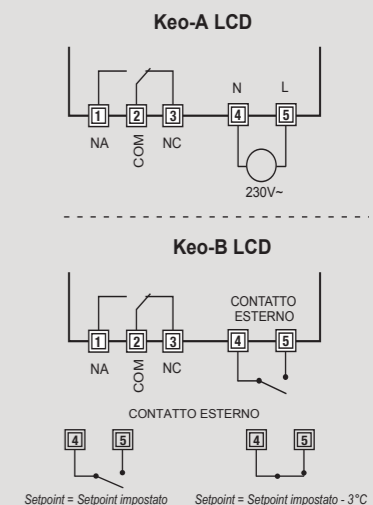 Keo-A LCD
N L
1 2 3 4 5
NA COM NC
230V~
Keo-B LCD
CONTATTO
ESTERNO
1 2 3 4 5
NA COM NC
CONTATTO ESTERNO
4 5 4 5
Setpoint = Setpoint impostato Setpoint = Setpoint impostato - 3°C